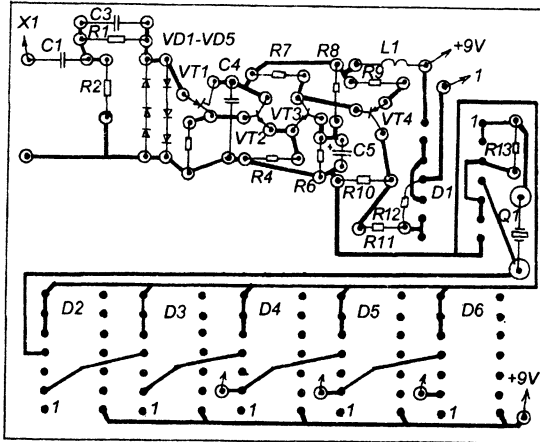 X1
C3
R1
C1
R2
VD1-VD5
VT1
C4
R7
R8
L1
+9V
R9
1
VT2
VT3
VT4
C5
R4
R6
R10
R12
R11
D1
1
R13
Q1
1
D2
D3
D4
D5
D6
+9V
1
1
1
1
1